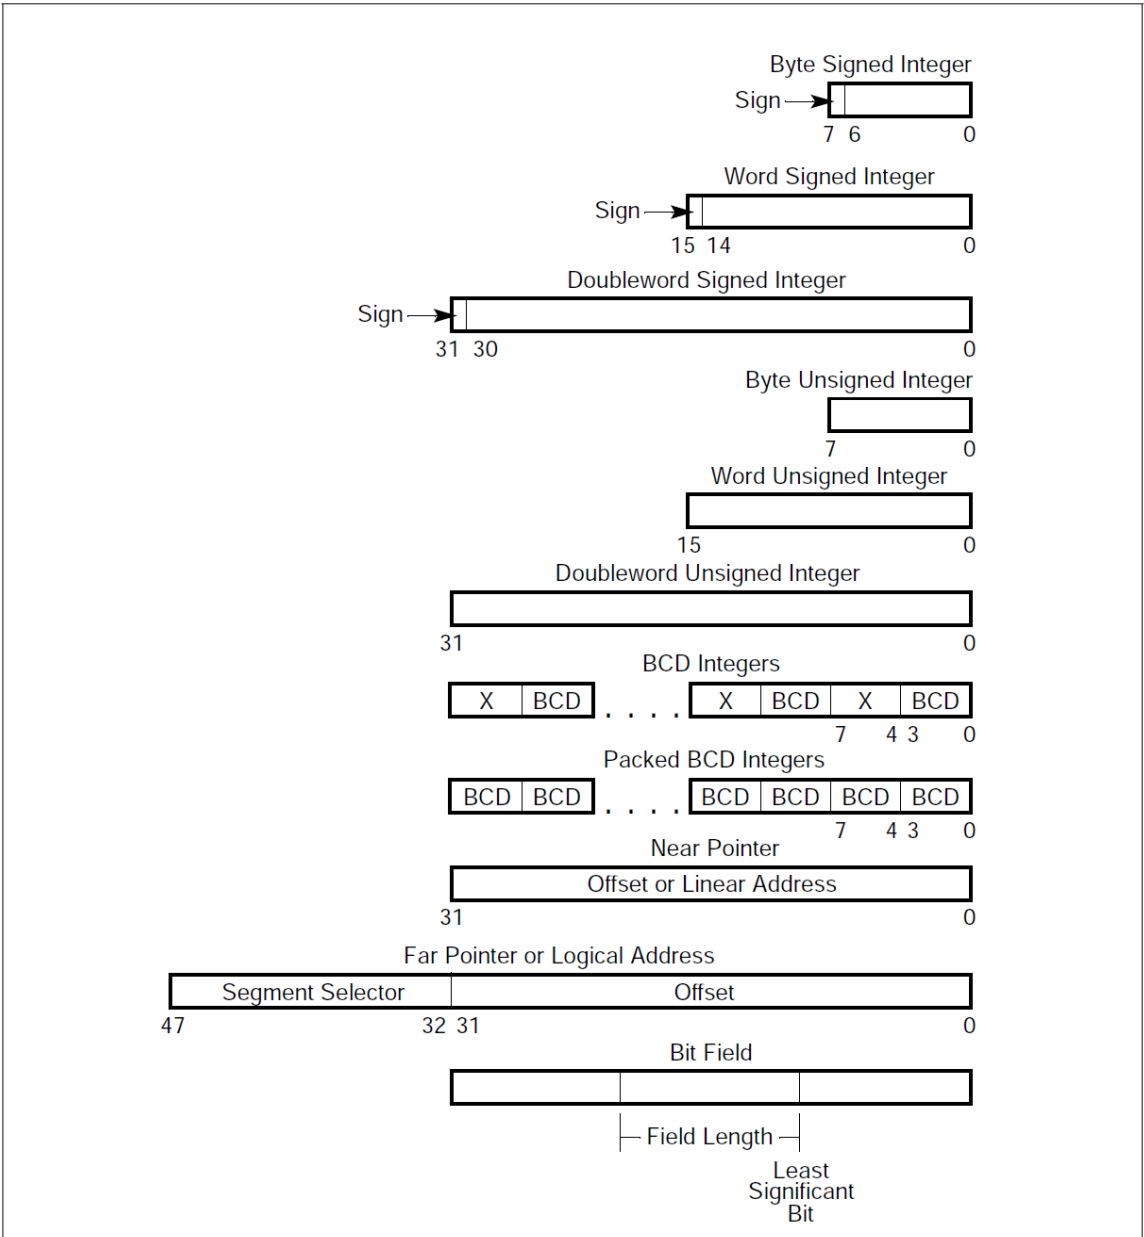 Byte Signed Integer
Sign
7 6 0
Word Signed Integer
Sign
15 14 0
Doubleword Signed Integer
Sign
31 30 0
Byte Unsigned Integer
7 0
Word Unsigned Integer
15 0
Doubleword Unsigned Integer
31 0
BCD Integers
X BCD . . . . X BCD X BCD
7 4 3 0
Packed BCD Integers
BCD BCD . . . . BCD BCD BCD BCD
7 4 3 0
Near Pointer
Offset or Linear Address
31 0
Far Pointer or Logical Address
Segment Selector Offset
47 32 31 0
Bit Field
Field Length
Least
Significant
Bit